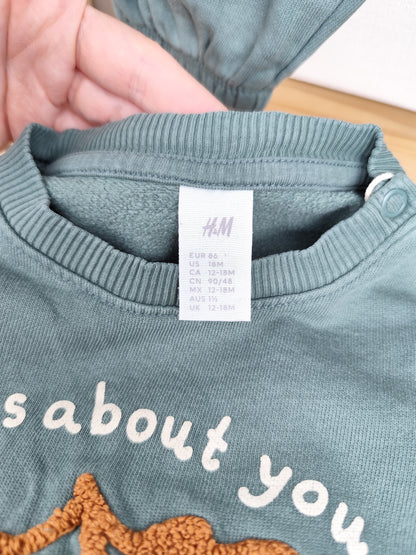 H&M
EUR 86
US 18M
CA 12-18M
CN 90/48
MX 12-18M
AUS 1½
UK 12-18M
s about you